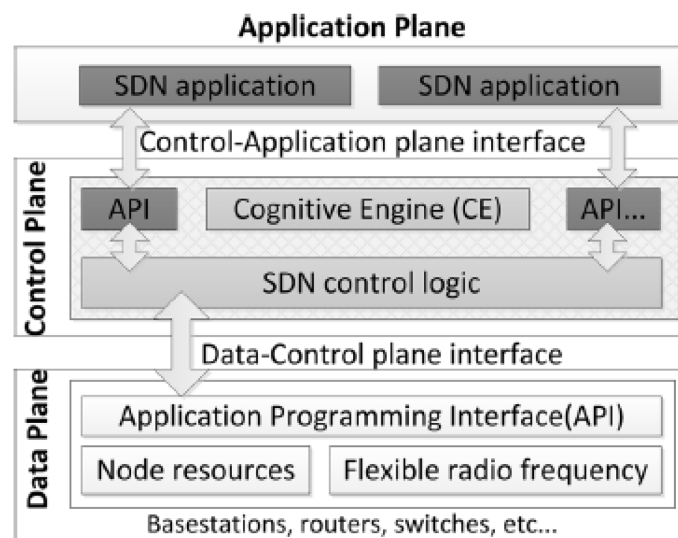 Application Plane
SDN application
SDN application
Control-Application plane interface
Control Plane
API
Cognitive Engine (CE)
API...
SDN control logic
Data-Control plane interface
Data Plane
Application Programming Interface(API)
Node resources
Flexible radio frequency
Basestations, routers, switches, etc...